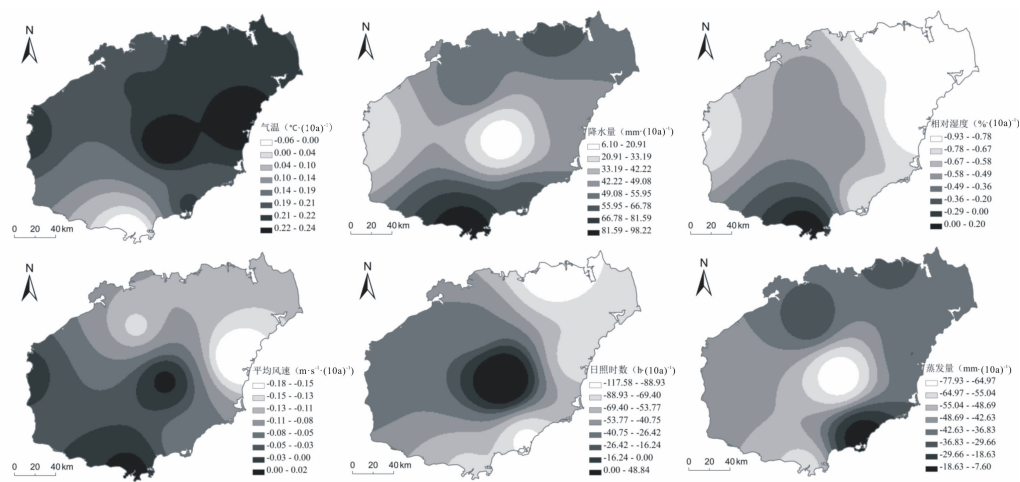 N
气温（℃·(10a)⁻¹
-0.06 - 0.00
0.00 - 0.04
0.04 - 0.10
0.10 - 0.14
0.14 - 0.19
0.19 - 0.21
0.21 - 0.22
0.22 - 0.24
0 20 40 km
N
降水量（mm·(10a)⁻¹
6.10 - 20.91
20.91 - 33.19
33.19 - 42.22
42.22 - 49.08
49.08 - 55.95
55.95 - 66.78
66.78 - 81.59
81.59 - 98.22
0 20 40 km
N
相对湿度（%·(10a)⁻¹
-0.93 - -0.78
-0.78 - -0.67
-0.67 - -0.58
-0.58 - -0.49
-0.49 - -0.36
-0.36 - -0.20
-0.29 - 0.00
0.00 - 0.20
0 20 40 km
N
平均风速（m·s⁻¹·(10a)⁻¹
-0.18 - -0.15
-0.15 - -0.13
-0.13 - -0.11
-0.11 - -0.08
-0.08 - -0.05
-0.05 - -0.03
-0.03 - 0.00
0.00 - 0.02
0 20 40 km
N
日照时数（h·(10a)⁻¹
-117.58 - -88.93
-88.93 - -69.40
-69.40 - -53.77
-53.77 - -40.75
-40.75 - -26.42
-26.42 - -16.24
-16.24 - 0.00
0.00 - 48.84
0 20 40 km
N
蒸发量（mm·(10a)⁻¹
-77.93 - -64.97
-64.97 - -55.04
-55.04 - -48.69
-48.69 - -42.63
-42.63 - -36.83
-36.83 - -29.66
-29.66 - -18.63
-18.63 - -7.60
0 20 40 km